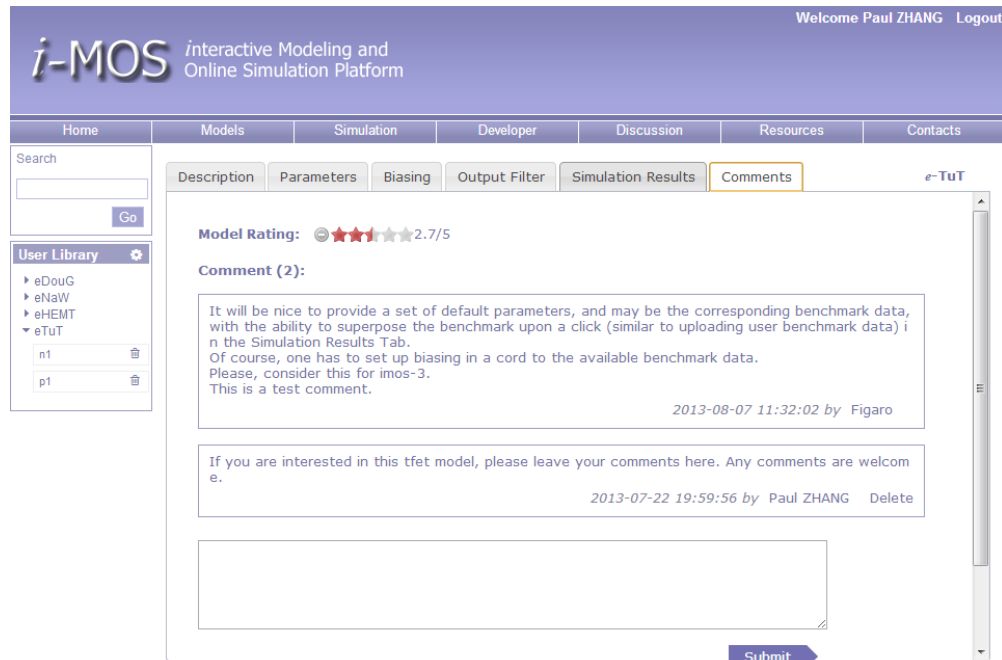 Welcome Paul ZHANG Logout
i-MOS interactive Modeling and
Online Simulation Platform
Home Models Simulation Developer Discussion Resources Contacts
Search
Go
User Library
eDouG
eNaW
eHEMT
eTuT
n1
p1
Description Parameters Biasing Output Filter Simulation Results Comments e-TuT
Model Rating: 2.7/5
Comment (2):
It will be nice to provide a set of default parameters, and may be the corresponding benchmark data,
with the ability to superpose the benchmark upon a click (similar to uploading user benchmark data) i
n the Simulation Results Tab.
Of course, one has to set up biasing in a cord to the available benchmark data.
Please, consider this for imos-3.
This is a test comment.
2013-08-07 11:32:02 by Figaro
If you are interested in this tfet model, please leave your comments here. Any comments are welcom
e.
2013-07-22 19:59:56 by Paul ZHANG Delete
Submit